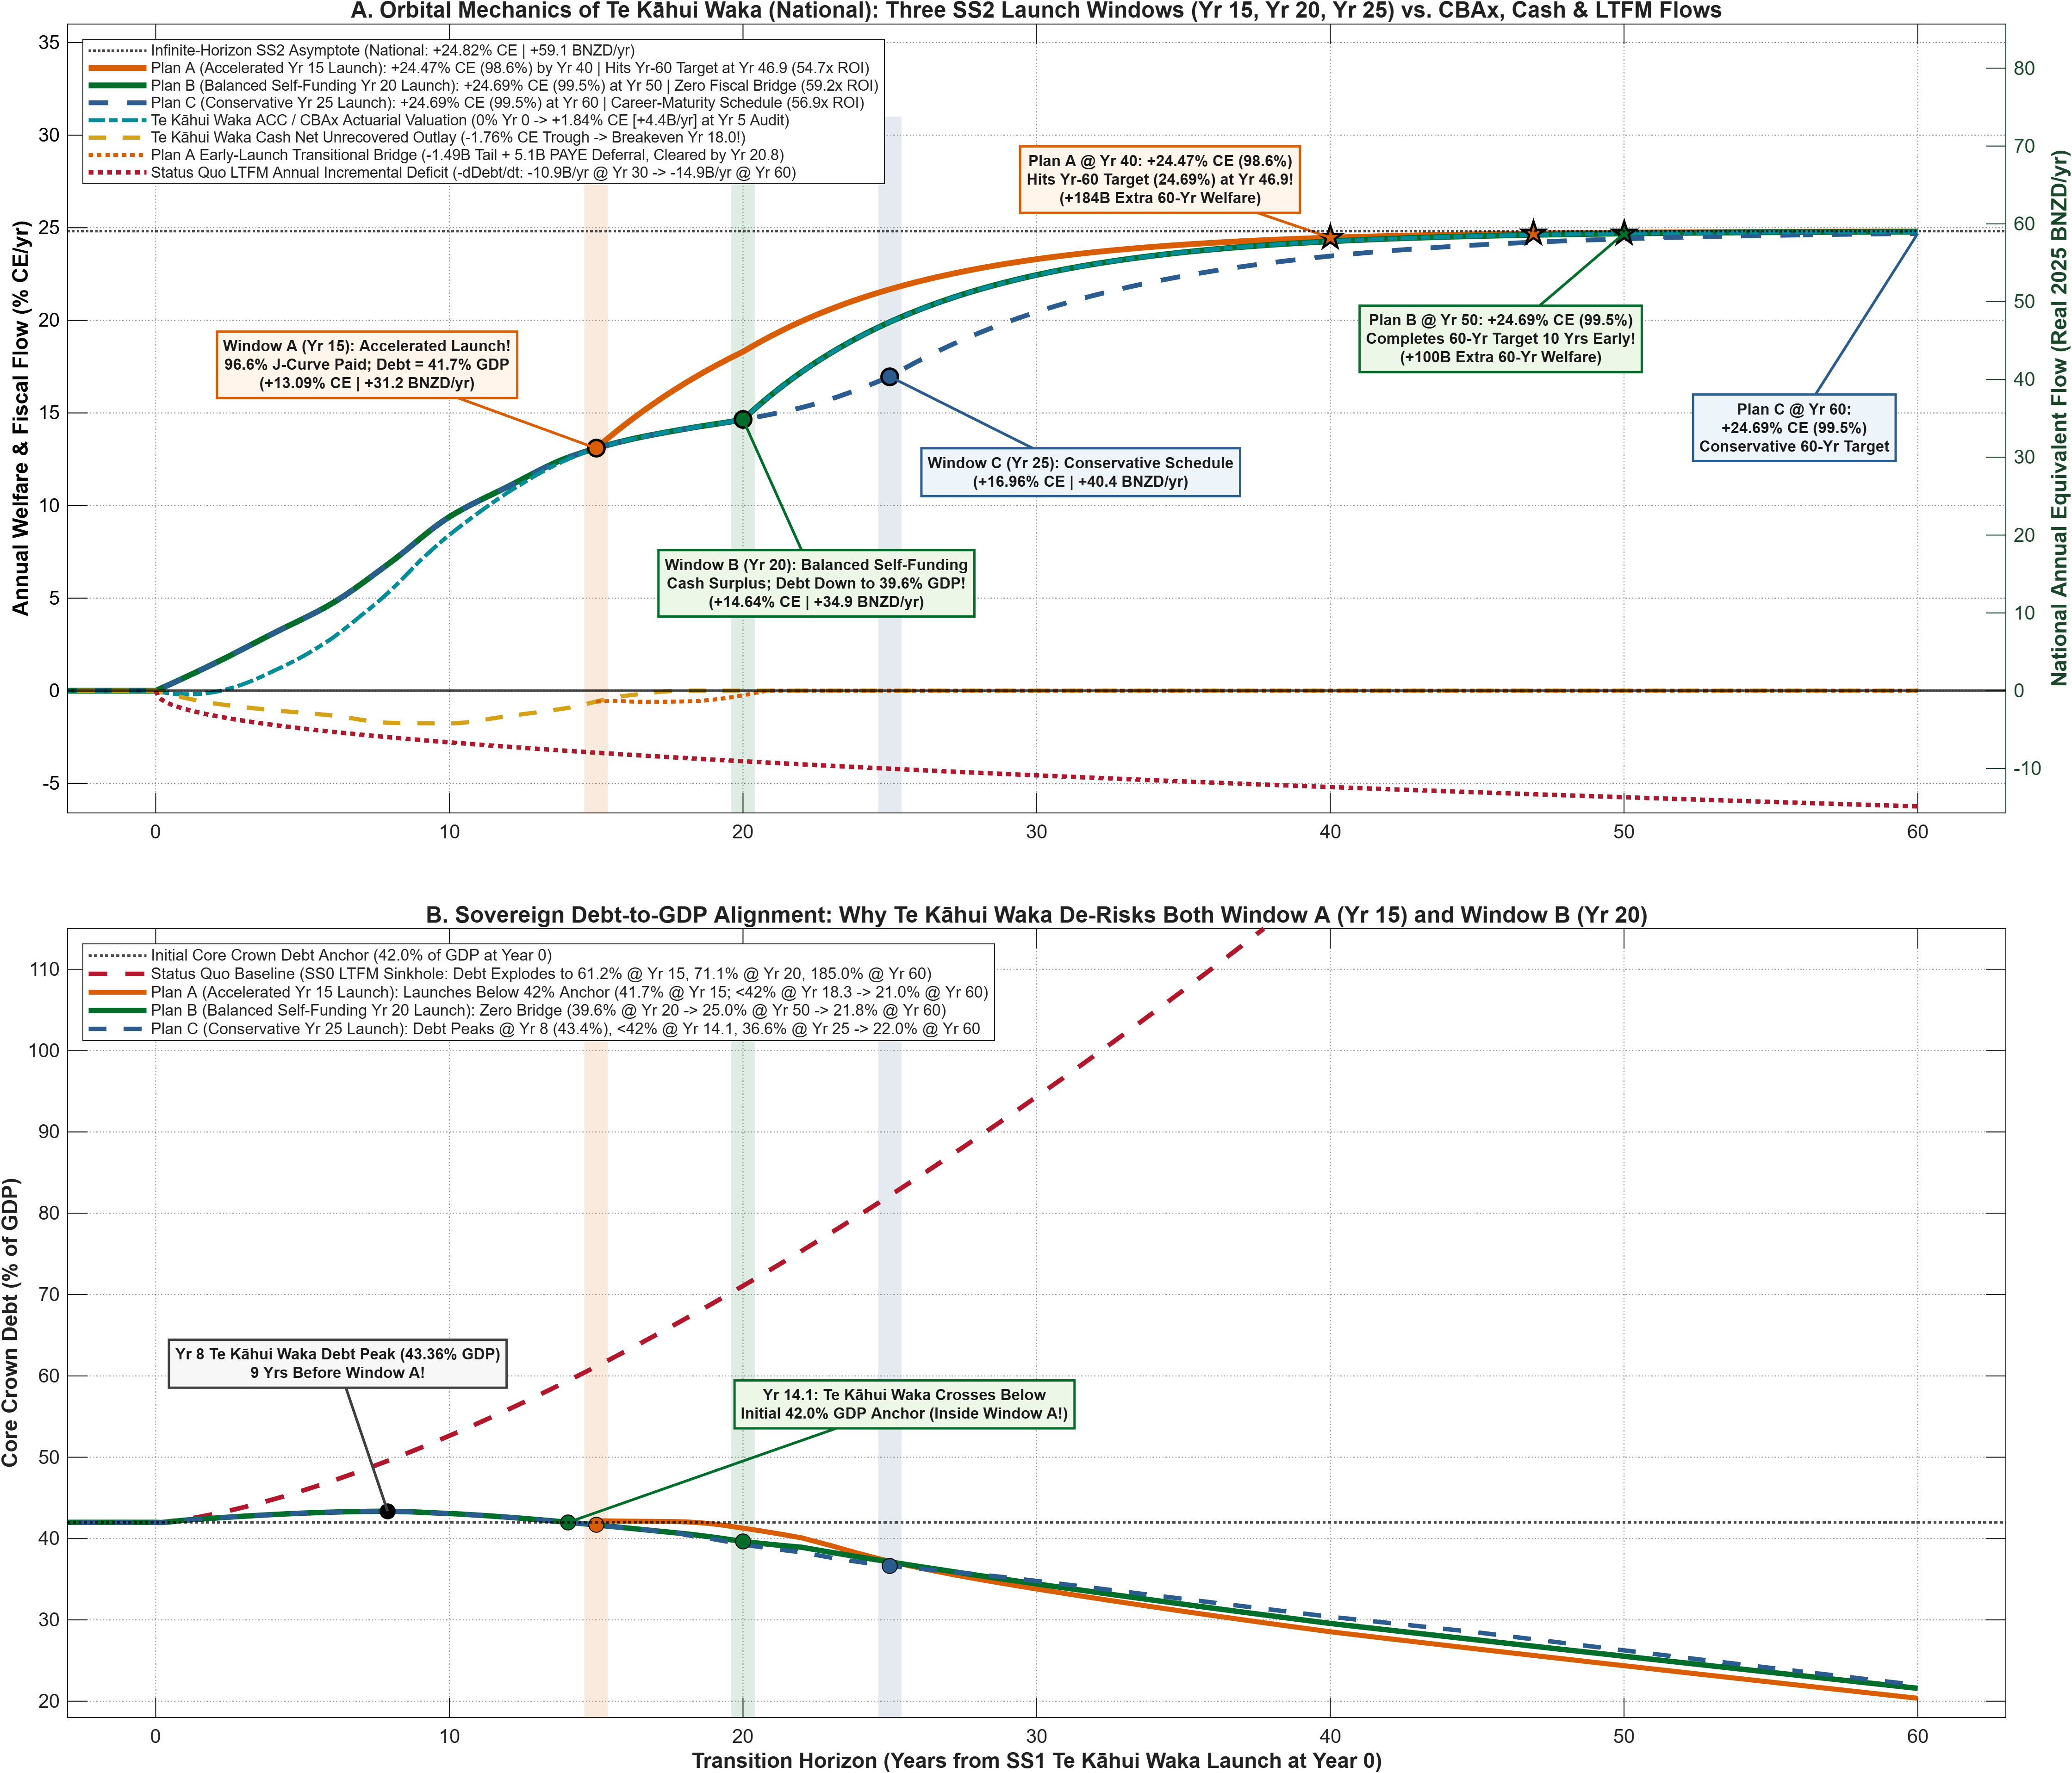 A. Orbital Mechanics of Te Kāhui Waka (National): Three SS2 Launch Windows (Yr 15, Yr 20, Yr 25) vs. CBAx, Cash & LTFM Flows
Infinite-Horizon SS2 Asymptote (National: +24.82% CE | +59.1 BNZD/yr)
Plan A (Accelerated Yr 15 Launch): +24.47% CE (98.6%) by Yr 40 | Hits Yr-60 Target at Yr 46.9 (54.7x ROI)
Plan B (Balanced Self-Funding Yr 20 Launch): +24.69% CE (99.5%) at Yr 50 | Zero Fiscal Bridge (59.2x ROI)
Plan C (Conservative Yr 25 Launch): +24.69% CE (99.5%) at Yr 60 | Career-Maturity Schedule (56.9x ROI)
Te Kāhui Waka ACC / CBAx Actuarial Valuation (0% Yr 0 -> +1.84% CE [+4.4B/yr] at Yr 5 Audit)
Te Kāhui Waka Cash Net Unrecovered Outlay (-1.76% CE Trough -> Breakeven Yr 18.0!)
Plan A Early-Launch Transitional Bridge (-1.49B Tail + 5.1B PAYE Deferral, Cleared by Yr 20.8)
Status Quo LTFM Annual Incremental Deficit (-dDebt/dt: -10.9B/yr @ Yr 30 -> -14.9B/yr @ Yr 60)
Annual Welfare & Fiscal Flow (% CE/yr)
35
30
25
20
15
10
5
0
-5
National Annual Equivalent Flow (Real 2025 BNZD/yr)
80
70
60
50
40
30
20
10
0
-10
Plan A @ Yr 40: +24.47% CE (98.6%)
Hits Yr-60 Target (24.69%) at Yr 46.9!
(+184B Extra 60-Yr Welfare)
Window A (Yr 15): Accelerated Launch!
96.6% J-Curve Paid; Debt = 41.7% GDP
(+13.09% CE | +31.2 BNZD/yr)
Plan B @ Yr 50: +24.69% CE (99.5%)
Completes 60-Yr Target 10 Yrs Early!
(+100B Extra 60-Yr Welfare)
Plan C @ Yr 60:
+24.69% CE (99.5%)
Conservative 60-Yr Target
Window C (Yr 25): Conservative Schedule
(+16.96% CE | +40.4 BNZD/yr)
Window B (Yr 20): Balanced Self-Funding
Cash Surplus; Debt Down to 39.6% GDP!
(+14.64% CE | +34.9 BNZD/yr)
0 10 20 30 40 50 60
B. Sovereign Debt-to-GDP Alignment: Why Te Kāhui Waka De-Risks Both Window A (Yr 15) and Window B (Yr 20)
Initial Core Crown Debt Anchor (42.0% of GDP at Year 0)
Status Quo Baseline (SS0 LTFM Sinkhole: Debt Explodes to 61.2% @ Yr 15, 71.1% @ Yr 20, 185.0% @ Yr 60)
Plan A (Accelerated Yr 15 Launch): Launches Below 42% Anchor (41.7% @ Yr 15; <42% @ Yr 18.3 -> 21.0% @ Yr 60)
Plan B (Balanced Self-Funding Yr 20 Launch): Zero Bridge (39.6% @ Yr 20 -> 25.0% @ Yr 50 -> 21.8% @ Yr 60)
Plan C (Conservative Yr 25 Launch): Debt Peaks @ Yr 8 (43.4%), <42% @ Yr 14.1, 36.6% @ Yr 25 -> 22.0% @ Yr 60
Core Crown Debt (% of GDP)
110
100
90
80
70
60
50
40
30
20
Yr 8 Te Kāhui Waka Debt Peak (43.36% GDP)
9 Yrs Before Window A!
Yr 14.1: Te Kāhui Waka Crosses Below
Initial 42.0% GDP Anchor (Inside Window A!)
0 10 20 30 40 50 60
Transition Horizon (Years from SS1 Te Kāhui Waka Launch at Year 0)